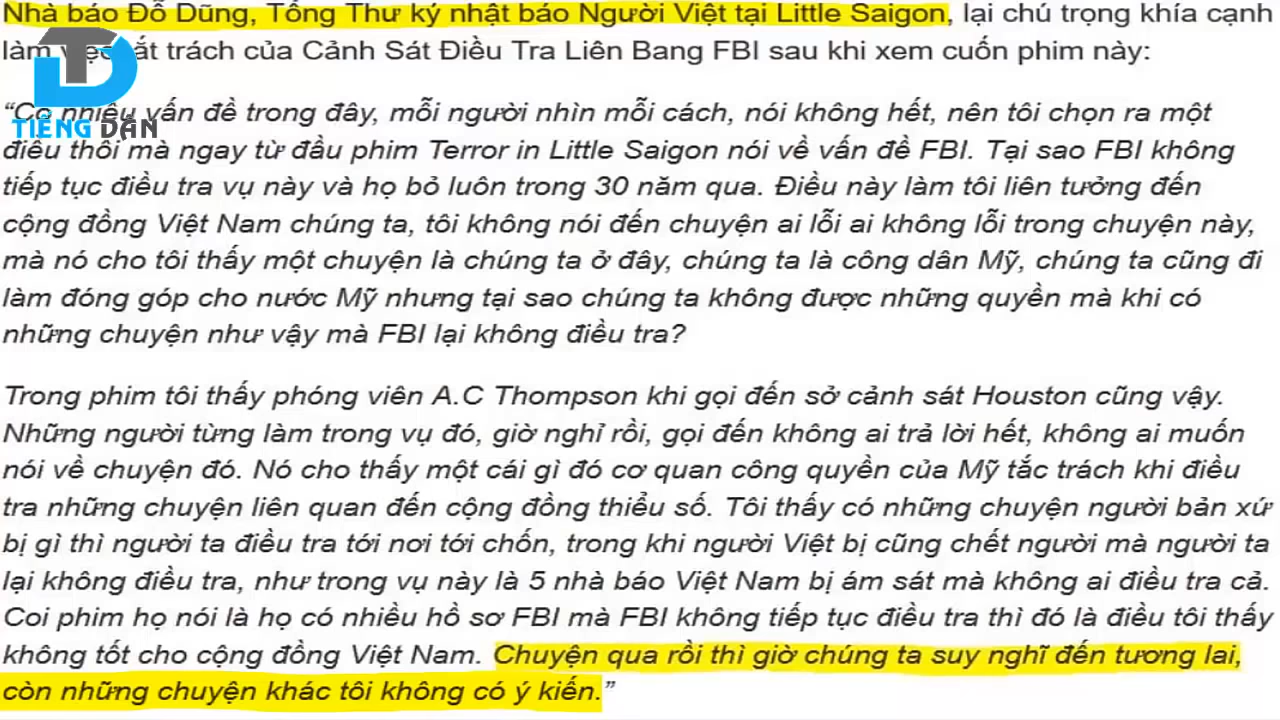 Nhà báo Đỗ Dũng, Tổng Thư ký nhật báo Người Việt tại Little Saigon, lại chú trọng khía cạnh
làm tắt trách của Cảnh Sát Điều Tra Liên Bang FBI sau khi xem cuốn phim này:
“Có nhiều vấn đề trong đây, mỗi người nhìn mỗi cách, nói không hết, nên tôi chọn ra một
TIẾNG DÂN
điều thôi mà ngay từ đầu phim Terror in Little Saigon nói về vấn đề FBI. Tại sao FBI không
tiếp tục điều tra vụ này và họ bỏ luôn trong 30 năm qua. Điều này làm tôi liên tưởng đến
cộng đồng Việt Nam chúng ta, tôi không nói đến chuyện ai lỗi ai không lỗi trong chuyện này,
mà nó cho tôi thấy một chuyện là chúng ta ở đây, chúng ta là công dân Mỹ, chúng ta cũng đi
làm đóng góp cho nước Mỹ nhưng tại sao chúng ta không được những quyền mà khi có
những chuyện như vậy mà FBI lại không điều tra?
Trong phim tôi thấy phóng viên A.C Thompson khi gọi đến sở cảnh sát Houston cũng vậy.
Những người từng làm trong vụ đó, giờ nghỉ rồi, gọi đến không ai trả lời hết, không ai muốn
nói về chuyện đó. Nó cho thấy một cái gì đó cơ quan công quyền của Mỹ tắc trách khi điều
tra những chuyện liên quan đến cộng đồng thiểu số. Tôi thấy có những chuyện người bản xứ
bị gì thì người ta điều tra tới nơi tới chốn, trong khi người Việt bị cũng chết người mà người ta
lại không điều tra, như trong vụ này là 5 nhà báo Việt Nam bị ám sát mà không ai điều tra cả.
Coi phim họ nói là họ có nhiều hồ sơ FBI mà FBI không tiếp tục điều tra thì đó là điều tôi thấy
không tốt cho cộng đồng Việt Nam. Chuyện qua rồi thì giờ chúng ta suy nghĩ đến tương lai,
còn những chuyện khác tôi không có ý kiến.”